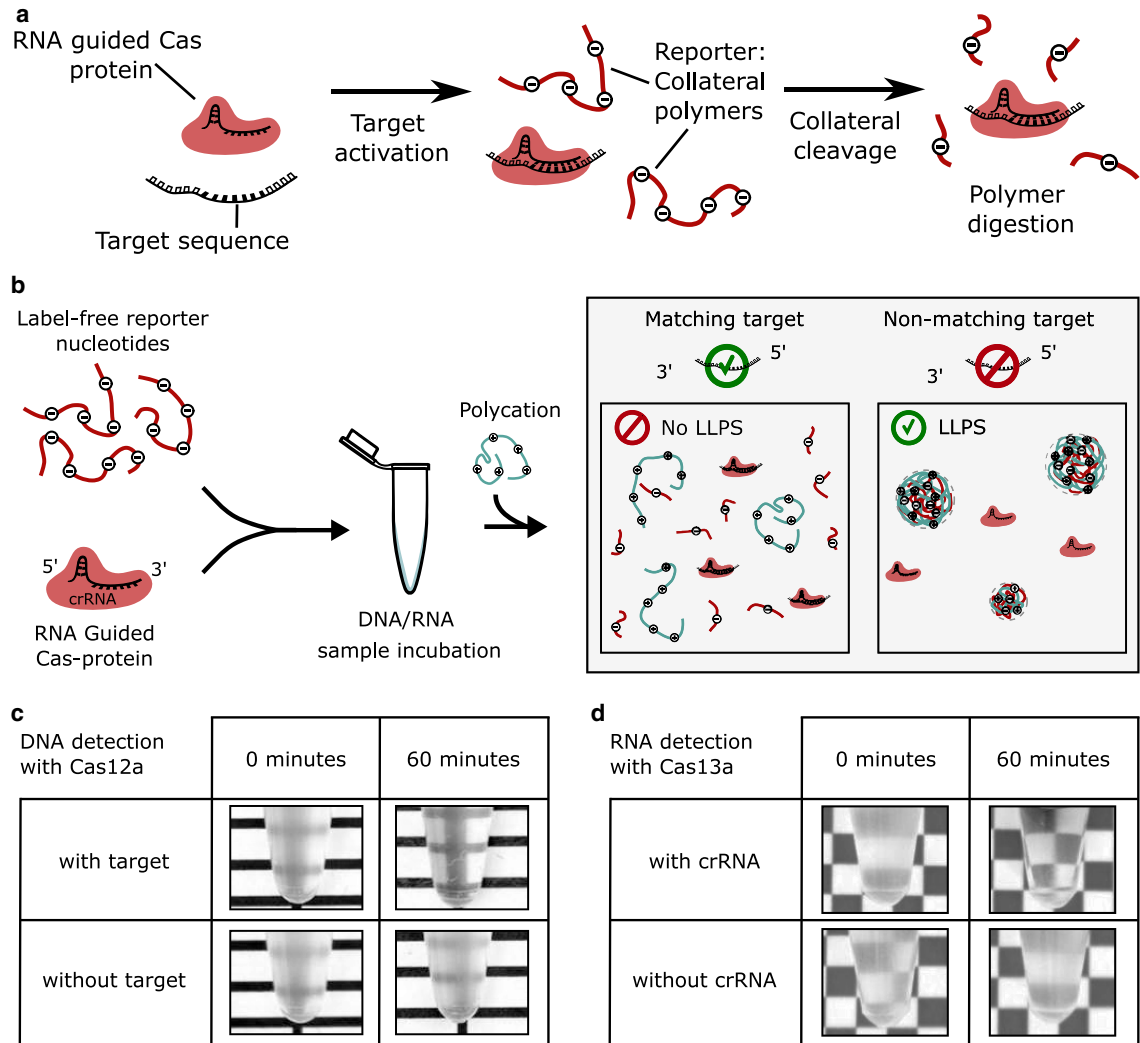 a
RNA guided Cas
protein
Target
activation
Reporter:
Collateral
polymers
Collateral
cleavage
Target sequence
Polymer
digestion
b
Label-free reporter
nucleotides
5'
3'
crRNA
RNA Guided
Cas-protein
DNA/RNA
sample incubation
Polycation
Matching target
3'
5'
No LLPS
Non-matching target
3'
5'
LLPS
c
DNA detection
with Cas12a
0 minutes
60 minutes
with target
without target
d
RNA detection
with Cas13a
0 minutes
60 minutes
with crRNA
without crRNA